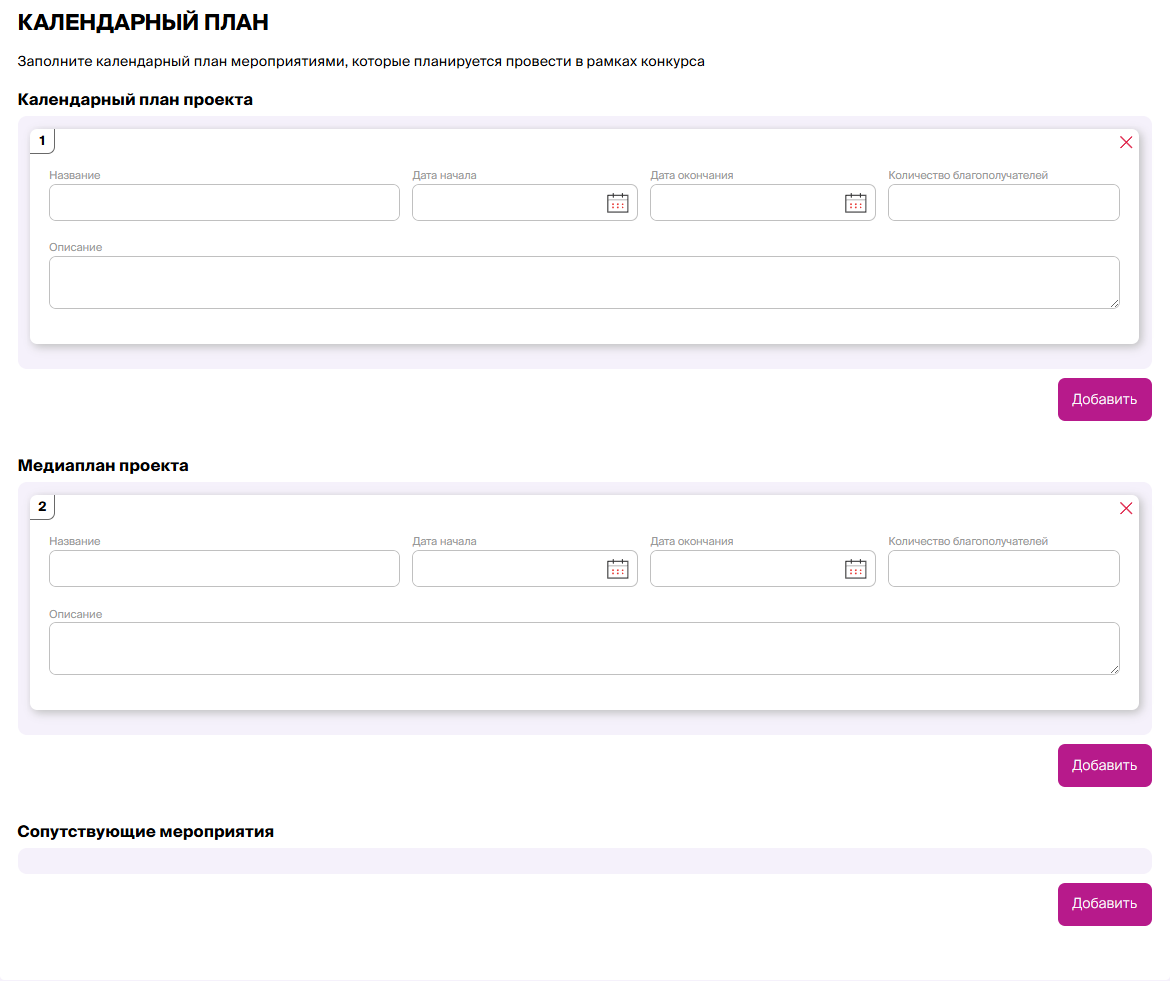 КАЛЕНДАРНЫЙ ПЛАН
Заполните календарный план мероприятиями, которые планируется провести в рамках конкурса
Календарный план проекта
1
Название Дата начала Дата окончания Количество благополучателей
Описание
Добавить
Медиаплан проекта
2
Название Дата начала Дата окончания Количество благополучателей
Описание
Добавить
Сопутствующие мероприятия
Добавить